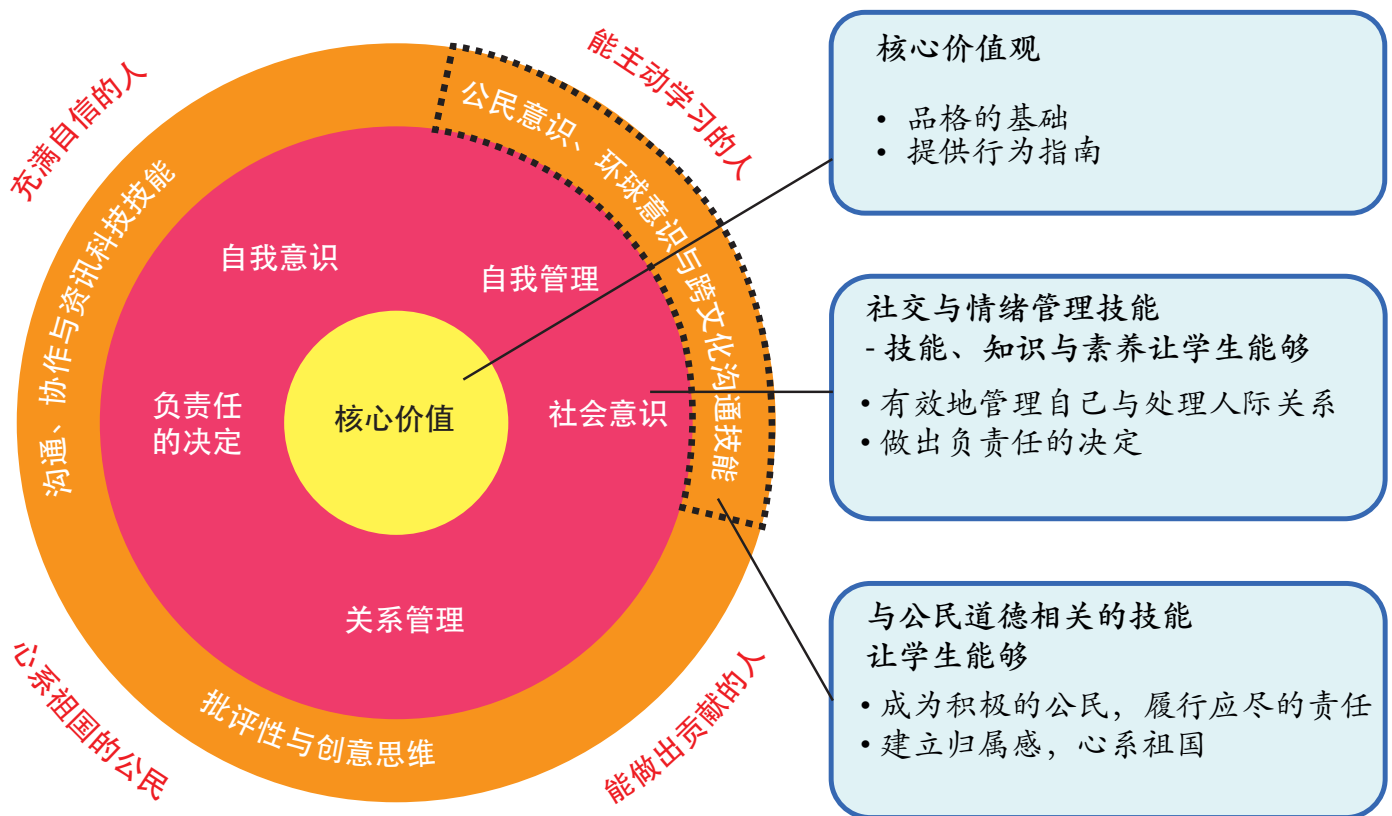 充满自信的人
能主动学习的人
心系祖国的公民
能做出贡献的人
沟通、协作与资讯科技技能
公民意识、环球意识与跨文化沟通技能
批评性与创意思维
自我意识
自我管理
负责任
的决定
核心价值
社会意识
关系管理
核心价值观
• 品格的基础
• 提供行为指南
社交与情绪管理技能
- 技能、知识与素养让学生能够
• 有效地管理自己与处理人际关系
• 做出负责任的决定
与公民道德相关的技能
让学生能够
• 成为积极的公民，履行应尽的责任
• 建立归属感，心系祖国